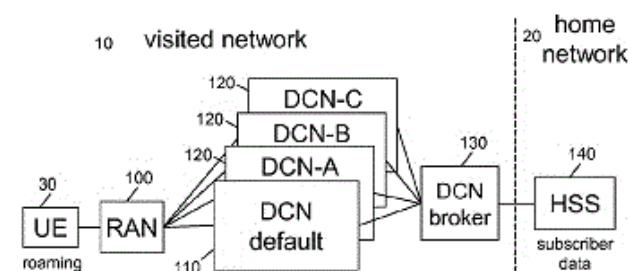 10 visited network
20 home
network
120 DCN-C
120 DCN-B
120 DCN-A
130
140
30
100
UE
RAN
DCN
default
DCN
broker
HSS
roaming
110
subscriber
data